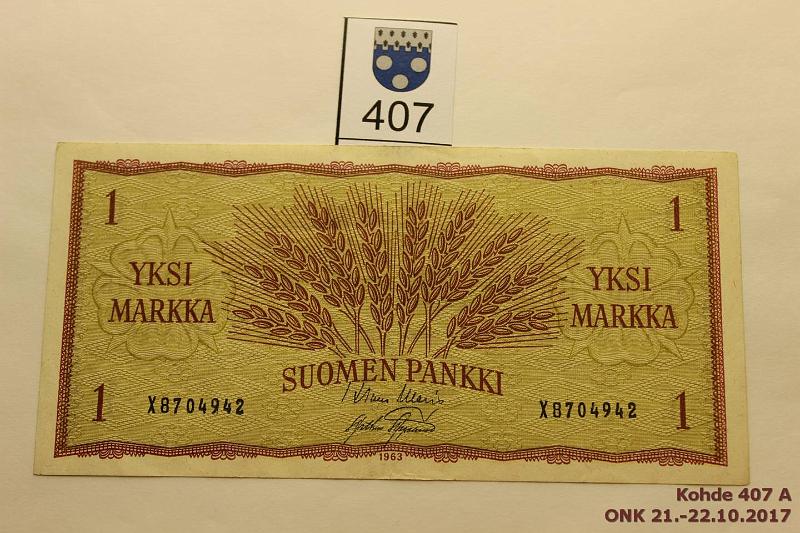 407
1
1
YKSI
MARKKA
YKSI
MARKKA
SUOMEN PANKKI
1
X8704942
X8704942
1
1963
Kohde 407 A
ONK 21.-22.10.2017